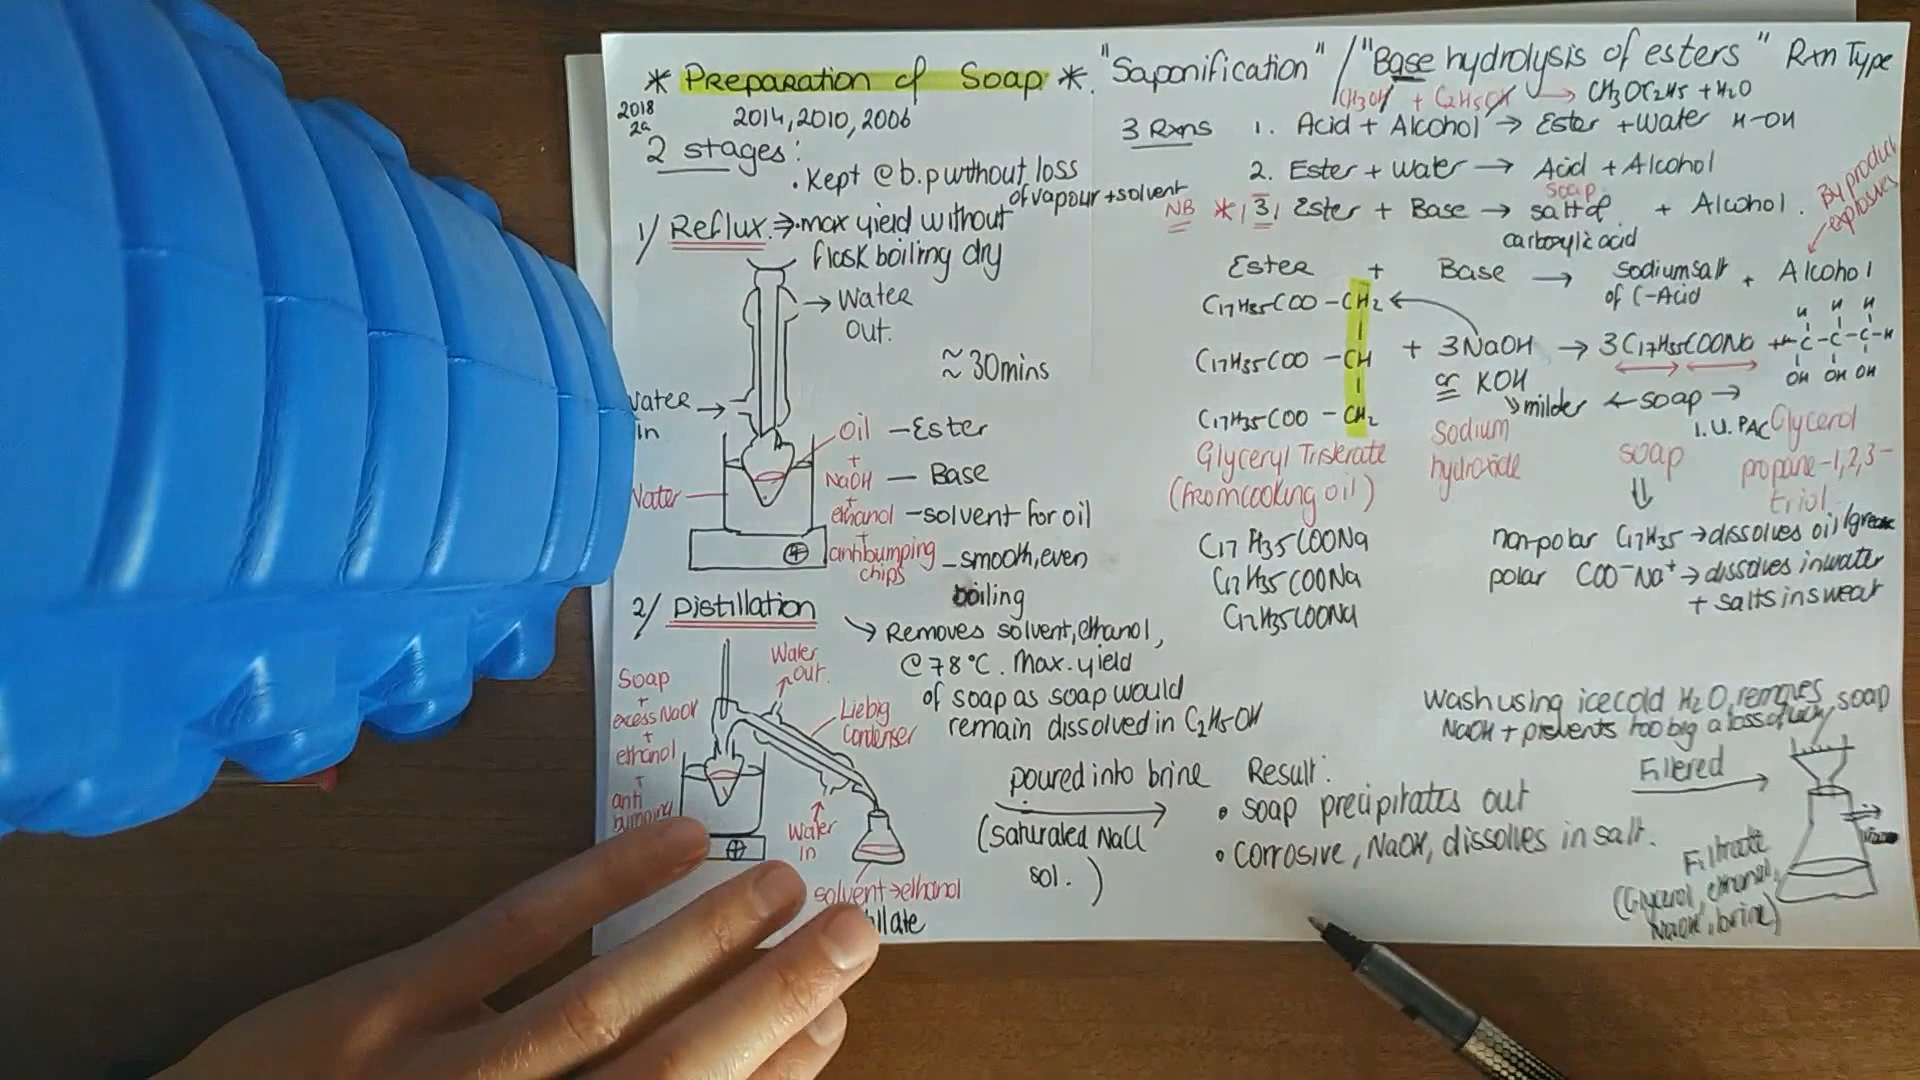 * Preparation of Soap * "Saponification" / "Base hydrolysis of esters" Rxn Type
2018
2a
2014, 2010, 2006
2 stages:
• Kept @ b.p without loss
of vapour + solvent
1/ Reflux ⇒ • max yield without
flask boiling dry
→ Water
Out.
≈ 30mins
Water →
in
Oil — Ester
+
NaOH — Base
+
ethanol — solvent for oil
+
antibumping chips — smooth, even
boiling
Water
2/ Distillation
→ Removes solvent, ethanol,
@ 78°C. Max. yield
of soap as soap would
remain dissolved in C2H5OH
Soap
+
excess NaOH
+
ethanol
+
anti
bumping
Water
out.
Liebig
Condenser
Water
in
solvent → ethanol
llate
CH3OH + C2H5OH → CH3OC2H5 + H2O
3 Rxns 1. Acid + Alcohol → Ester + Water H-OH
2. Ester + Water → Acid + Alcohol
soap
NB * 3. Ester + Base → salt of + Alcohol.
carboxylic acid
By product
explosives
Ester + Base → Sodium salt + Alcohol
of C-Acid
C17H35COO - CH2
C17H35COO - CH + 3NaOH → 3C17H35COONa +
C17H35COO - CH2
H H H
H-C-C-C-H
OH OH OH
or KOH
⇒ milder ← soap →
I.U.PAC
Glyceryl Tristerate
(from cooking oil)
Sodium
hydroxide
soap
Glycerol
propane-1,2,3-
triol
C17H35COONa
C17H35COONa
C17H35COONa
non-polar C17H35 → dissolves oil/grease
polar COO⁻Na⁺ → dissolves in water
+ salts in sweat
Wash using ice cold H2O, removes
NaOH + prevents too big a loss of
soap
poured into brine
(saturated NaCl
sol.)
Result:
• soap precipitates out
• corrosive, NaOH, dissolves in salt.
Filtered
Filtrate
(Glycerol, ethanol,
NaOH, brine)